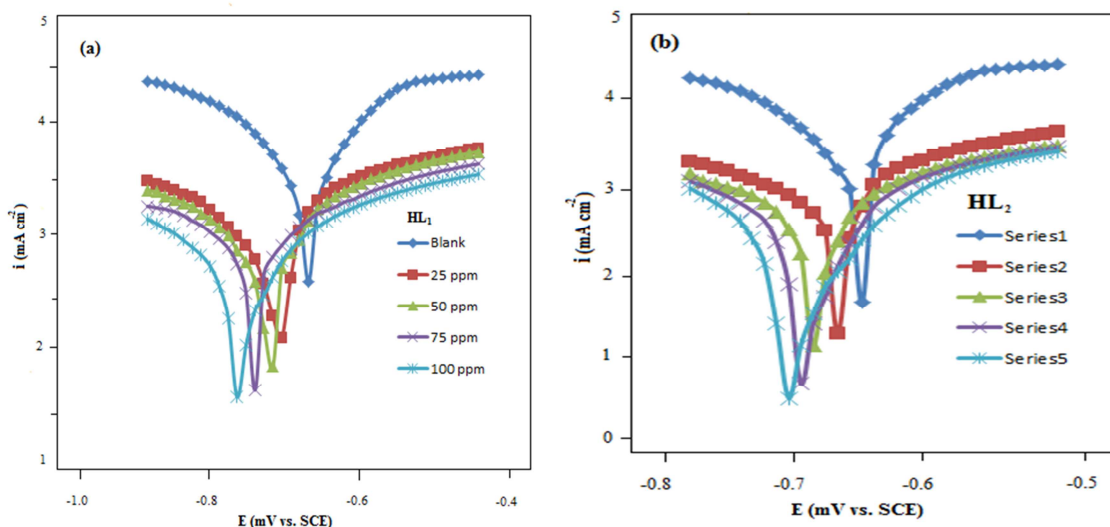 (a)
5
4
3
2
1
i (mA cm-2)
HL1
Blank
25 ppm
50 ppm
75 ppm
100 ppm
-1.0
-0.8
-0.6
-0.4
E (mV vs. SCE)
(b)
5
4
3
2
1
0
i (mA cm-2)
HL2
Series1
Series2
Series3
Series4
Series5
-0.8
-0.7
-0.6
-0.5
E (mV vs. SCE)